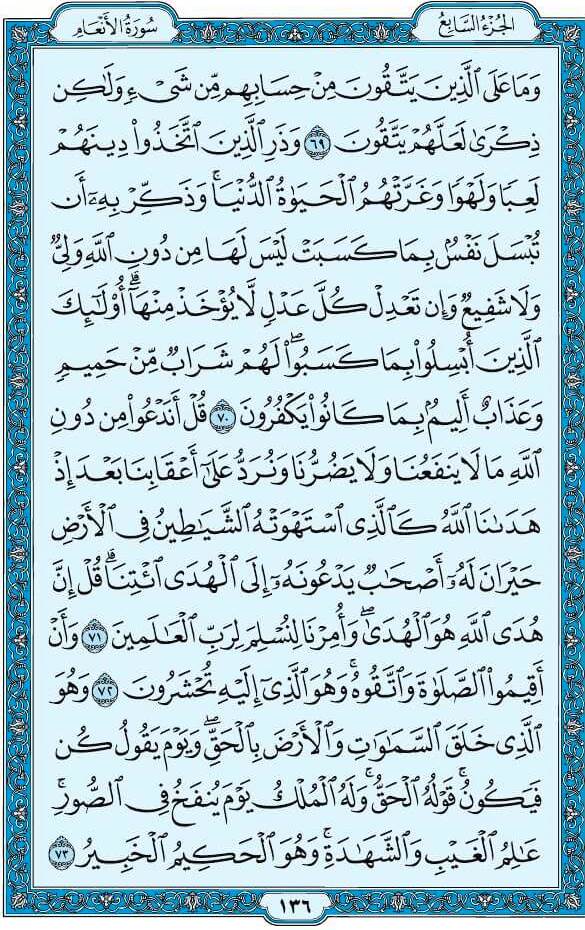 الجزء السابع
سورة الأنعام
وَمَا عَلَى ٱلَّذِينَ يَتَّقُونَ مِنْ حِسَابِهِم مِّن شَىْءٍ وَلَٰكِن
ذِكْرَىٰ لَعَلَّهُمْ يَتَّقُونَ ٦٩ وَذَرِ ٱلَّذِينَ ٱتَّخَذُوا۟ دِينَهُمْ
لَعِبًا وَلَهْوًا وَغَرَّتْهُمُ ٱلْحَيَوٰةُ ٱلدُّنْيَا ۚ وَذَكِّرْ بِهِۦٓ أَن
تُبْسَلَ نَفْسٌۢ بِمَا كَسَبَتْ لَيْسَ لَهَا مِن دُونِ ٱللَّهِ وَلِىٌّ
وَلَا شَفِيعٌ وَإِن تَعْدِلْ كُلَّ عَدْلٍ لَّا يُؤْخَذْ مِنْهَآ ۗ أُو۟لَٰٓئِكَ
ٱلَّذِينَ أُبْسِلُوا۟ بِمَا كَسَبُوا۟ ۖ لَهُمْ شَرَابٌ مِّنْ حَمِيمٍ
وَعَذَابٌ أَلِيمٌۢ بِمَا كَانُوا۟ يَكْفُرُونَ ٧٠ قُلْ أَنَدْعُوا۟ مِن دُونِ
ٱللَّهِ مَا لَا يَنفَعُنَا وَلَا يَضُرُّنَا وَنُرَدُّ عَلَىٰٓ أَعْقَابِنَا بَعْدَ إِذْ
هَدَىٰنَا ٱللَّهُ كَٱلَّذِى ٱسْتَهْوَتْهُ ٱلشَّيَٰطِينُ فِى ٱلْأَرْضِ
حَيْرَانَ لَهُۥٓ أَصْحَٰبٌ يَدْعُونَهُۥٓ إِلَى ٱلْهُدَى ٱئْتِنَا ۗ قُلْ إِنَّ
هُدَى ٱللَّهِ هُوَ ٱلْهُدَىٰ ۖ وَأُمِرْنَا لِنُسْلِمَ لِرَبِّ ٱلْعَٰلَمِينَ ٧١ وَأَنْ
أَقِيمُوا۟ ٱلصَّلَوٰةَ وَٱتَّقُوهُ ۚ وَهُوَ ٱلَّذِىٓ إِلَيْهِ تُحْشَرُونَ ٧٢ وَهُوَ
ٱلَّذِى خَلَقَ ٱلسَّمَٰوَٰتِ وَٱلْأَرْضَ بِٱلْحَقِّ ۖ وَيَوْمَ يَقُولُ كُن
فَيَكُونُ ۚ قَوْلُهُ ٱلْحَقُّ ۚ وَلَهُ ٱلْمُلْكُ يَوْمَ يُنفَخُ فِى ٱلصُّورِ ۚ
عَٰلِمُ ٱلْغَيْبِ وَٱلشَّهَٰدَةِ ۚ وَهُوَ ٱلْحَكِيمُ ٱلْخَبِيرُ ٧٣
١٣٦